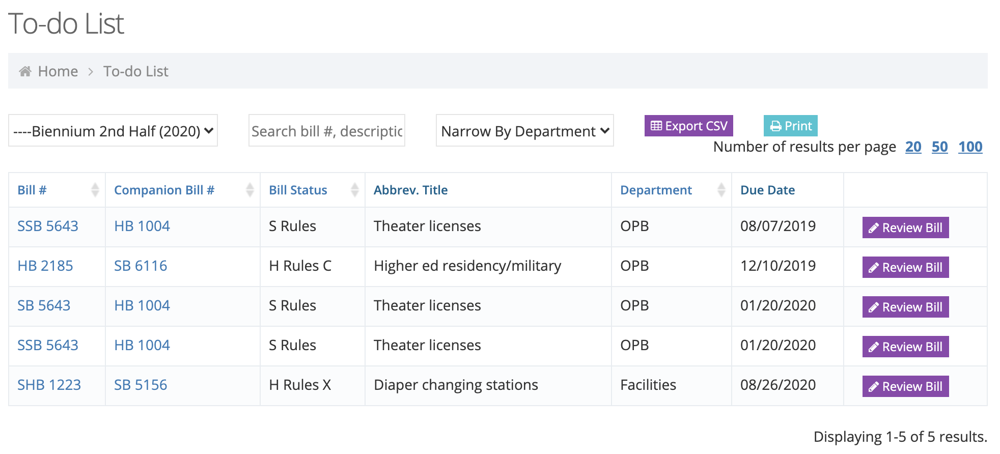 To-do List
Home > To-do List
----Biennium 2nd Half (2020)
Search bill #, descriptic
Narrow By Department
Export CSV
Print
Number of results per page 20 50 100
Bill # Companion Bill # Bill Status Abbrev. Title Department Due Date
SSB 5643 HB 1004 S Rules Theater licenses OPB 08/07/2019 Review Bill
HB 2185 SB 6116 H Rules C Higher ed residency/military OPB 12/10/2019 Review Bill
SB 5643 HB 1004 S Rules Theater licenses OPB 01/20/2020 Review Bill
SSB 5643 HB 1004 S Rules Theater licenses OPB 01/20/2020 Review Bill
SHB 1223 SB 5156 H Rules X Diaper changing stations Facilities 08/26/2020 Review Bill
Displaying 1-5 of 5 results.